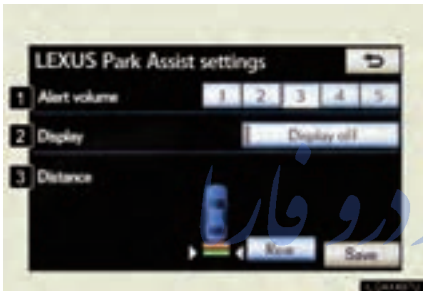 LEXUS Park Assist settings
1 Alert volume 1 2 3 4 5
2 Display Display off
3 Distance
Rear Save